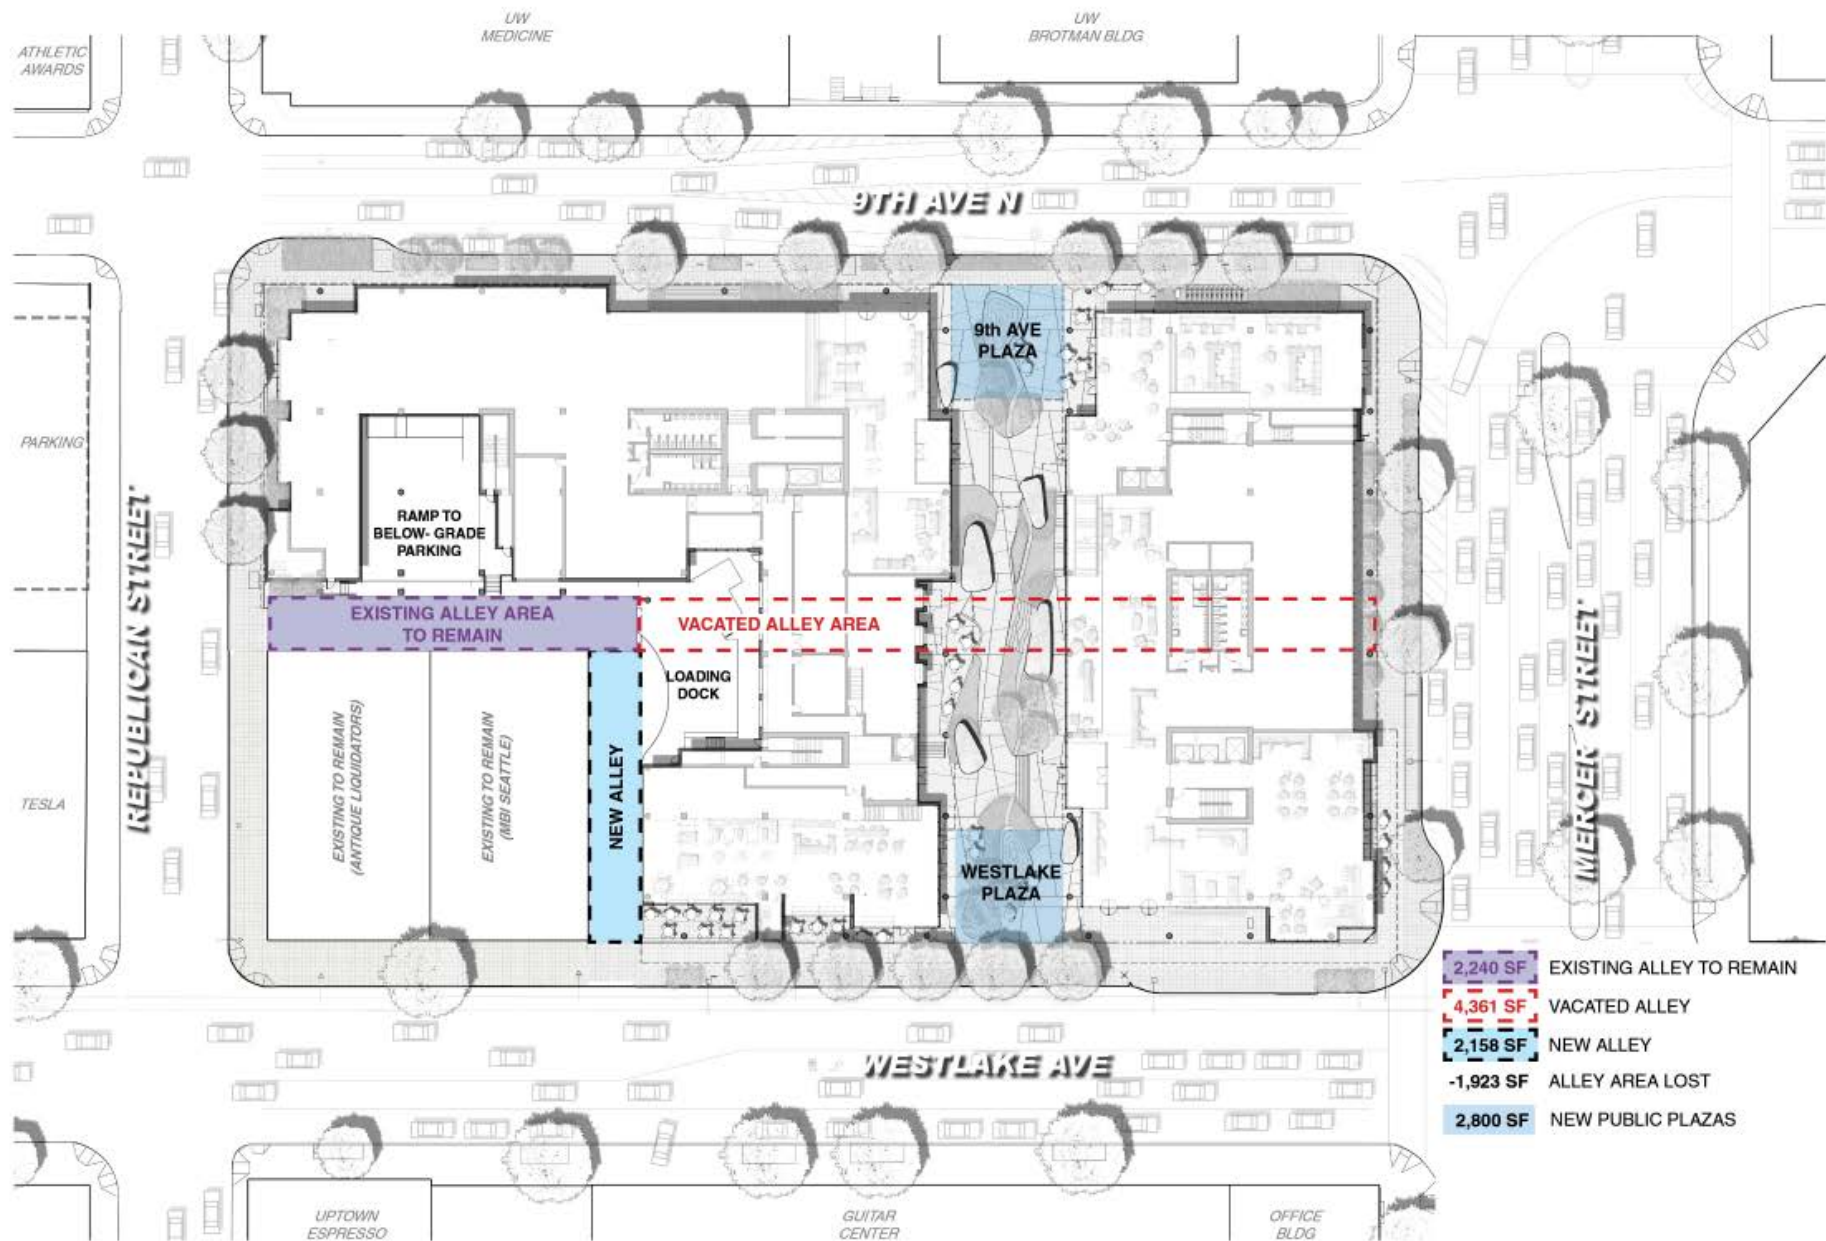 UW
MEDICINE
UW
BROTMAN BLDG
ATHLETIC
AWARDS
9TH AVE N
9th AVE
PLAZA
PARKING
RAMP TO
BELOW- GRADE
PARKING
REPUBLICAN STREET
EXISTING ALLEY AREA
TO REMAIN
VACATED ALLEY AREA
LOADING
DOCK
EXISTING TO REMAIN
(ANTIQUE LIQUIDATORS)
EXISTING TO REMAIN
(MBI SEATTLE)
NEW ALLEY
MERCER STREET
TESLA
WESTLAKE
PLAZA
2,240 SF EXISTING ALLEY TO REMAIN
4,361 SF VACATED ALLEY
2,158 SF NEW ALLEY
-1,923 SF ALLEY AREA LOST
2,800 SF NEW PUBLIC PLAZAS
WESTLAKE AVE
UPTOWN
ESPRESSO
GUITAR
CENTER
OFFICE
BLDG